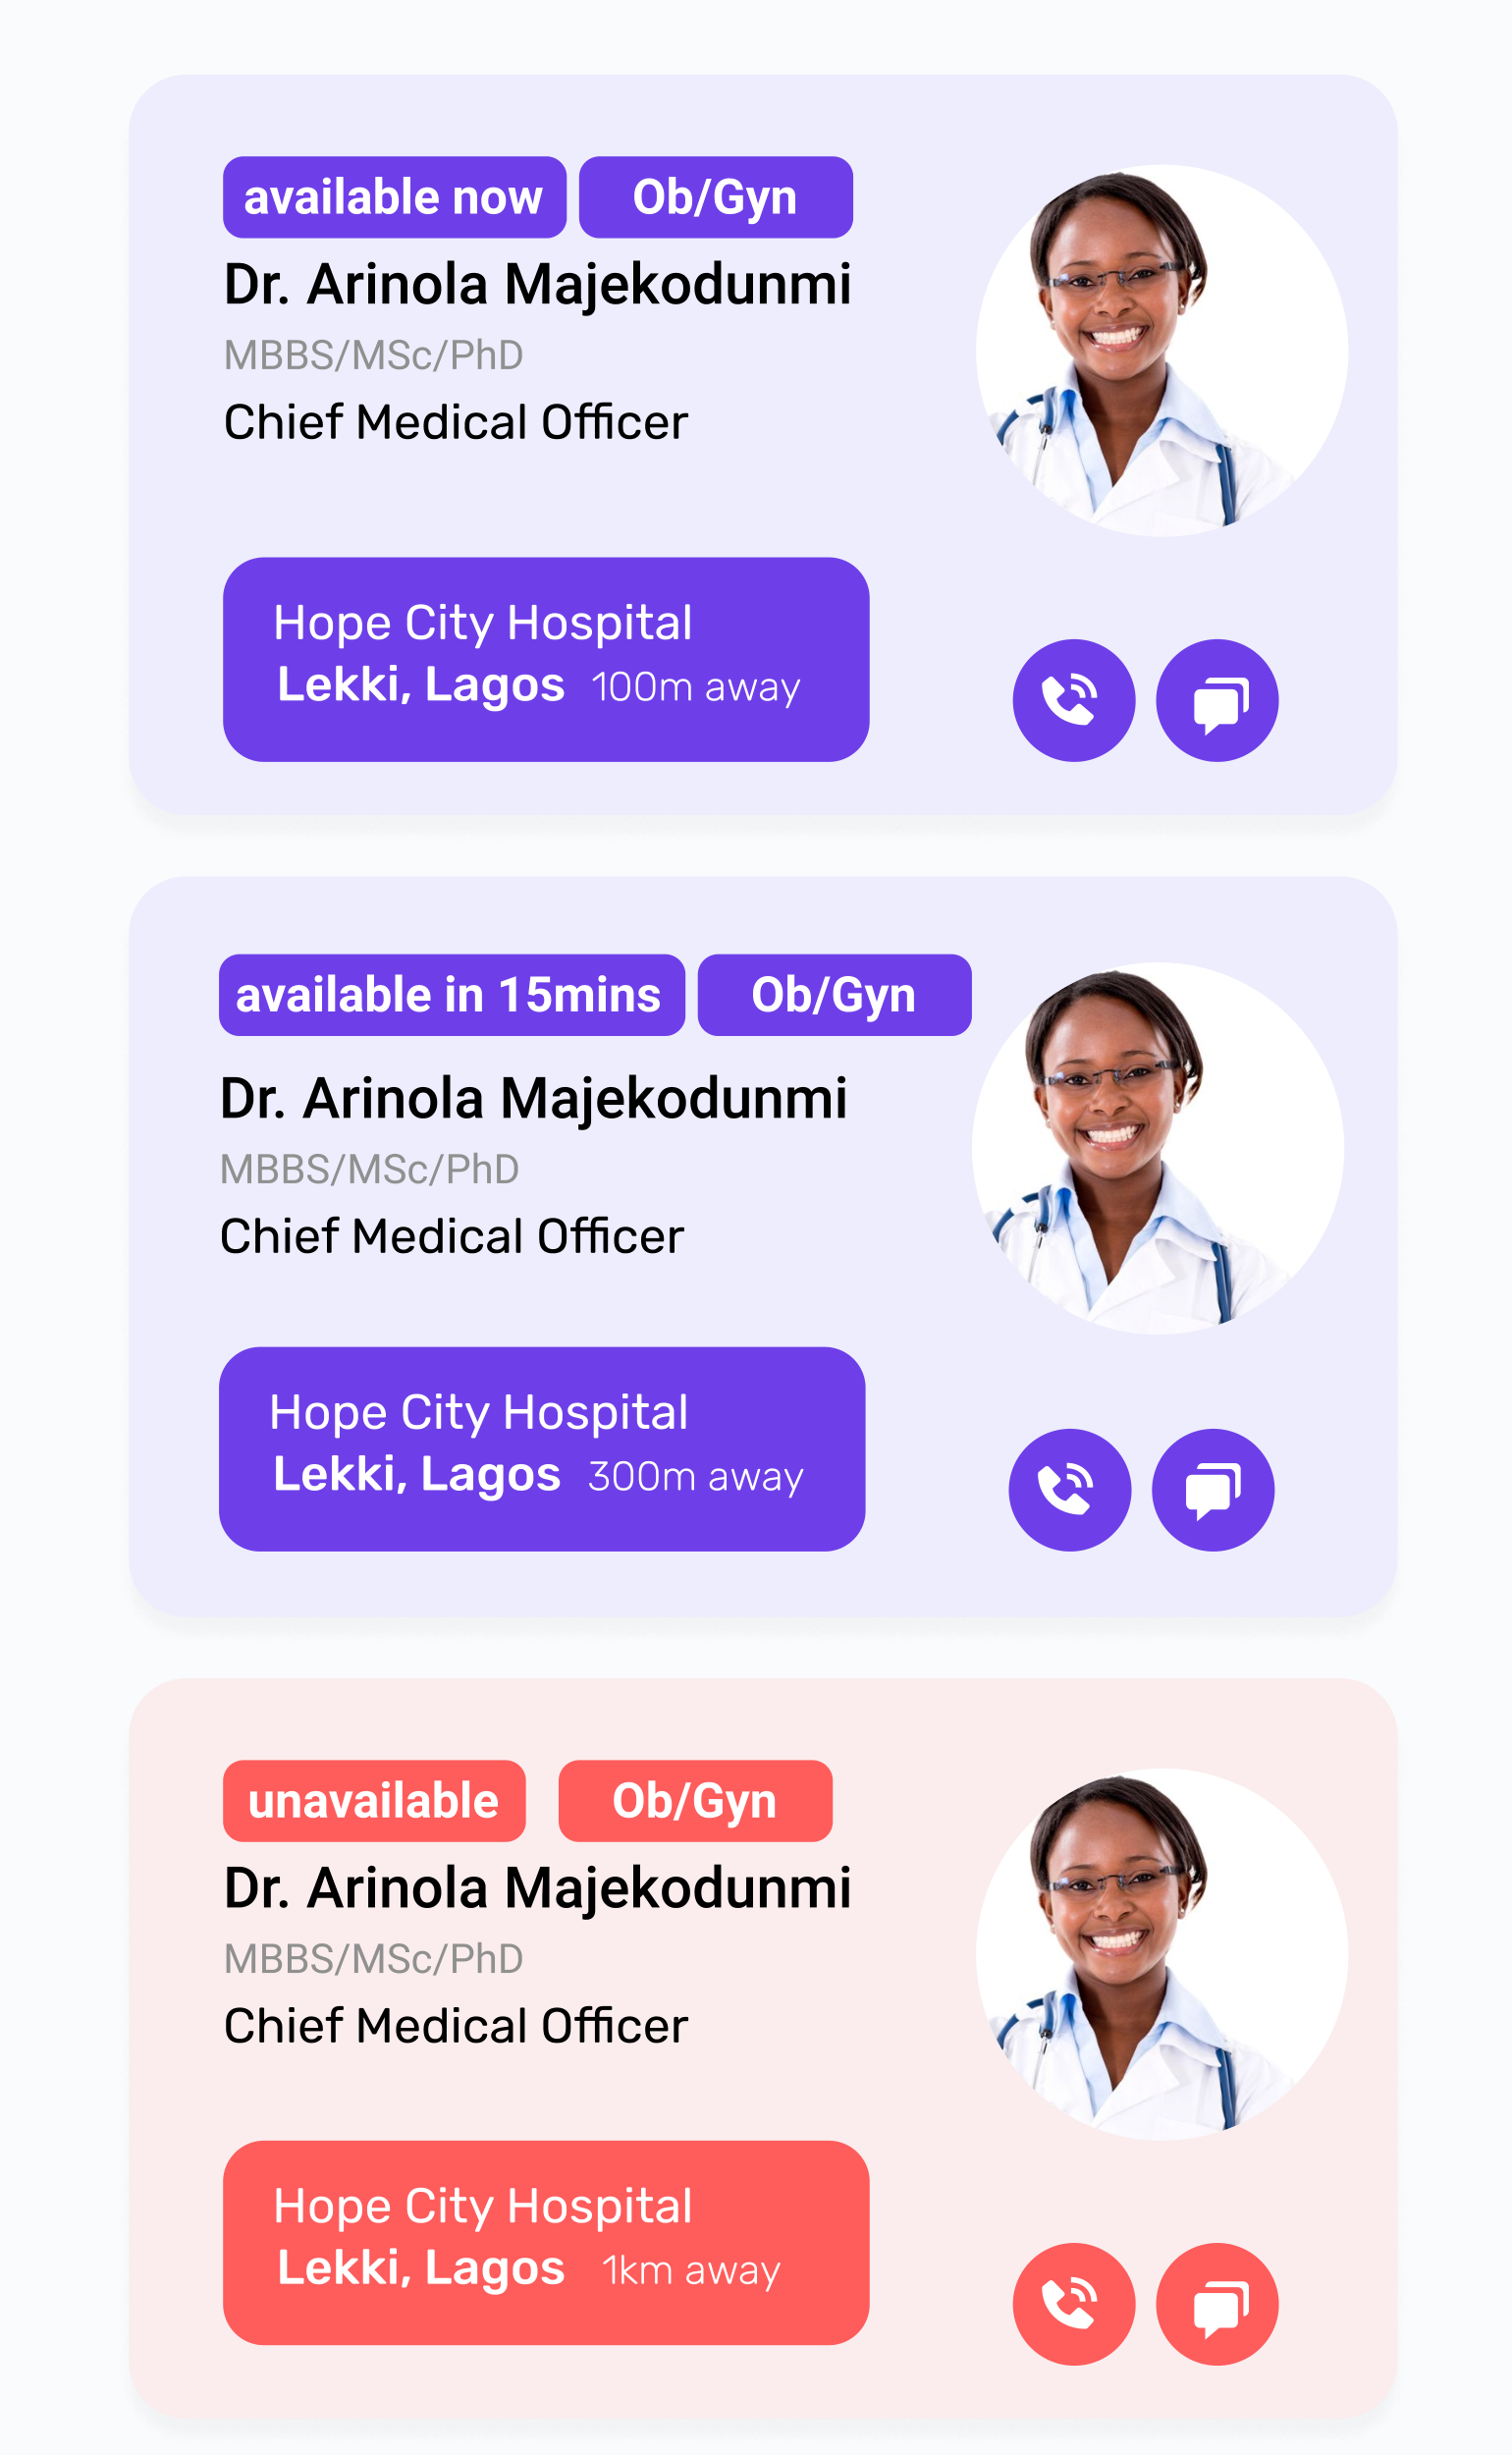 available now Ob/Gyn
Dr. Arinola Majekodunmi
MBBS/MSc/PhD
Chief Medical Officer
Hope City Hospital
Lekki, Lagos 100m away
available in 15mins Ob/Gyn
Dr. Arinola Majekodunmi
MBBS/MSc/PhD
Chief Medical Officer
Hope City Hospital
Lekki, Lagos 300m away
unavailable Ob/Gyn
Dr. Arinola Majekodunmi
MBBS/MSc/PhD
Chief Medical Officer
Hope City Hospital
Lekki, Lagos 1km away